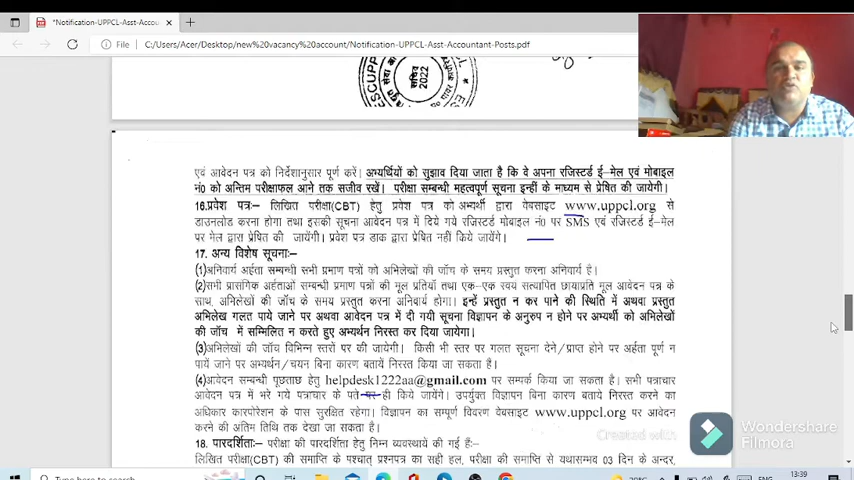 *Notification-UPPCL-Asst-Accou
File
C:/Users/Acer/Desktop/new%20vacancy%20account/Notification-UPPCL-Asst-Accountant-Posts.pdf
सचिव
2022
एवं आवेदन पत्र को निर्देशानुसार पूर्ण करें। अभ्यर्थियों को सुझाव दिया जाता है कि वे अपना रजिस्टर्ड ई-मेल एवं मोबाइल
नं0 को अन्तिम परीक्षाफल आने तक सजीव रखें। परीक्षा सम्बन्धी महत्वपूर्ण सूचना इन्हीं के माध्यम से प्रेषित की जायेगी।
16.प्रवेश पत्र:- लिखित परीक्षा(CBT) हेतु प्रवेश पत्र को अभ्यर्थी द्वारा वेबसाइट www.uppcl.org से
डाउनलोड करना होगा तथा इसकी सूचना आवेदन पत्र में दिये गये रजिस्टर्ड मोबाइल नं0 पर SMS एवं रजिस्टर्ड ई-मेल
पर मेल द्वारा प्रेषित की जायेंगी। प्रवेश पत्र डाक द्वारा प्रेषित नहीं किये जायेंगे।
17. अन्य विशेष सूचना:-
(1)अनिवार्य अर्हता सम्बन्धी सभी प्रमाण पत्रों को अभिलेखों की जॉच के समय प्रस्तुत करना अनिवार्य है।
(2)सभी प्रासंगिक अर्हताओं सम्बन्धी प्रमाण पत्रों की मूल प्रतियॉ तथा एक-एक स्वय सत्यापित छायाप्रति मूल आवेदन पत्र के
साथ, अभिलेखों की जॉच के समय प्रस्तुत करना अनिवार्य होगा। इन्हें प्रस्तुत न कर पाने की स्थिति में अथवा प्रस्तुत
अभिलेख गलत पाये जाने पर अथवा आवेदन पत्र में दी गयी सूचना विज्ञापन के अनुरुप न होने पर अभ्यर्थी को अभिलेखों
की जॉच में सम्मिलित न करते हुए अभ्यर्थन निरस्त कर दिया जायेगा।
(3)अभिलेखों की जॉच विभिन्न स्तरों पर की जायेगी। किसी भी स्तर पर गलत सूचना देने/प्राप्त होने पर अर्हता पूर्ण न
पायें जाने पर अभ्यर्थन/चयन बिना कारण बतायें निरस्त किया जा सकता है।
(4)आवेदन सम्बन्धी पूछताछ हेतु helpdesk1222aa@gmail.com पर सम्पर्क किया जा सकता है। सभी पत्राचार
आवेदन पत्र में भरे गये पत्राचार के पते पर ही किये जायेंगे। उपर्युक्त विज्ञापन बिना कारण बताये निरस्त करने का
अधिकार कारपोरेशन के पास सुरक्षित रहेगा। विज्ञापन का सम्पूर्ण विवरण वेबसाइट www.uppcl.org पर आवेदन
करने की अंतिम तिथि तक देखा जा सकता है।
Created with
Wondershare
Filmora
18. पारदर्शिता:- परीक्षा की पारदर्शिता हेतु निम्न व्यवस्थायें की गई हैं:-
लिखित परीक्षा(CBT) की समाप्ति के पश्चात् प्रश्नपत्र का सही हल, परीक्षा की समाप्ति से यथासम्भव 03 दिन के अन्दर,
Type here to search
ENG
13:39